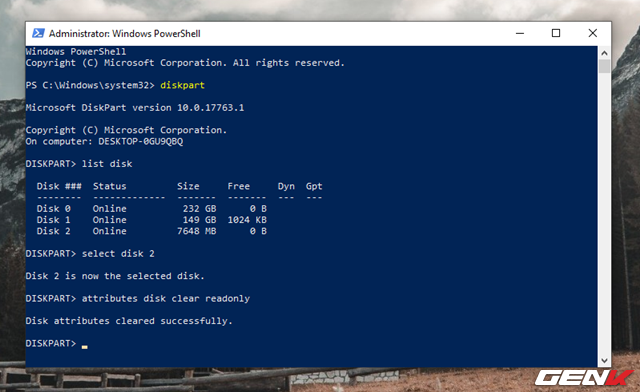 Administrator: Windows PowerShell
Windows PowerShell
Copyright (C) Microsoft Corporation. All rights reserved.
PS C:\Windows\system32> diskpart
Microsoft DiskPart version 10.0.17763.1
Copyright (C) Microsoft Corporation.
On computer: DESKTOP-0GU9QBQ
DISKPART> list disk
Disk ### Status Size Free Dyn Gpt
-------- ------------- ------- ------- --- ---
Disk 0 Online 232 GB 0 B
Disk 1 Online 149 GB 1024 KB
Disk 2 Online 7648 MB 0 B
DISKPART> select disk 2
Disk 2 is now the selected disk.
DISKPART> attributes disk clear readonly
Disk attributes cleared successfully.
DISKPART> _
GENK